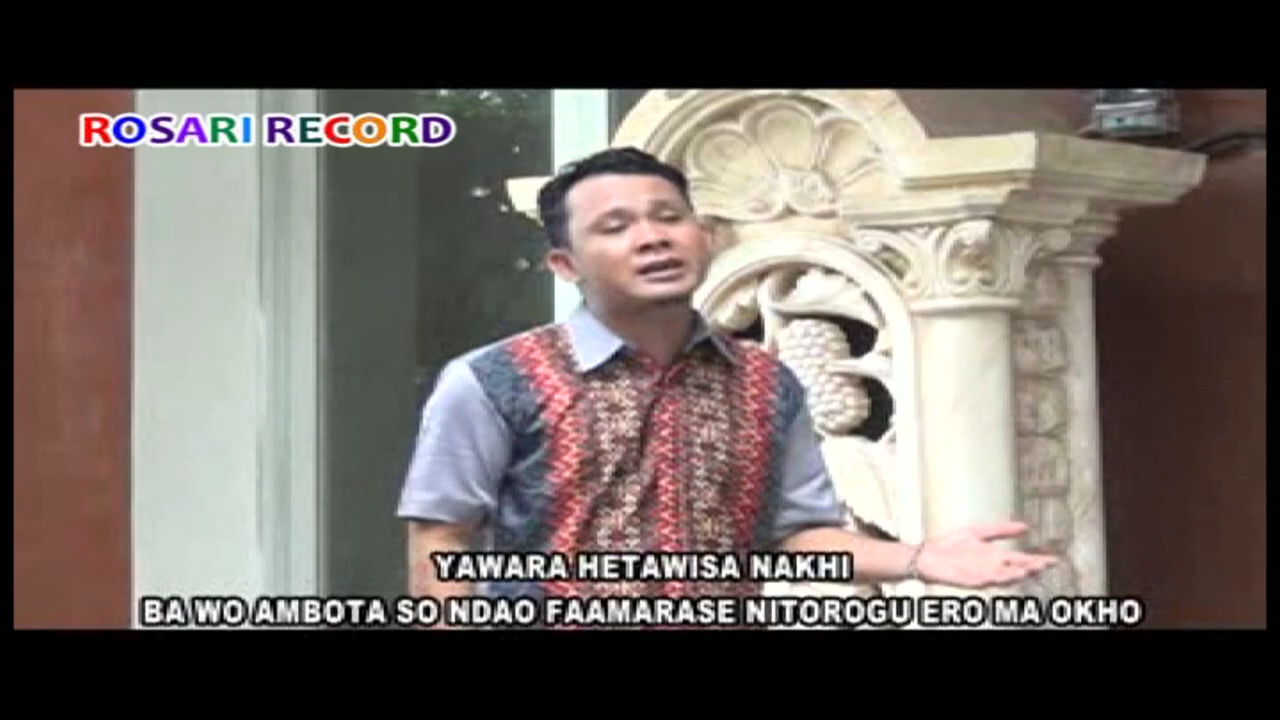 ROSARI RECORD
YAWARA HETAWISA NAKHI
BA WO AMBOTA SO NDAO FAAMARASE NITOROGU ERO MA OKHO